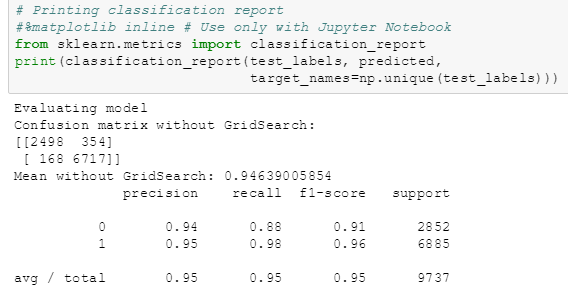 # Printing classification report
#%matplotlib inline # Use only with Jupyter Notebook
from sklearn.metrics import classification_report
print(classification_report(test_labels, predicted,
target_names=np.unique(test_labels)))
Evaluating model
Confusion matrix without GridSearch:
[[2498 354]
[ 168 6717]]
Mean without GridSearch: 0.94639005854
precision recall f1-score support
0 0.94 0.88 0.91 2852
1 0.95 0.98 0.96 6885
avg / total 0.95 0.95 0.95 9737